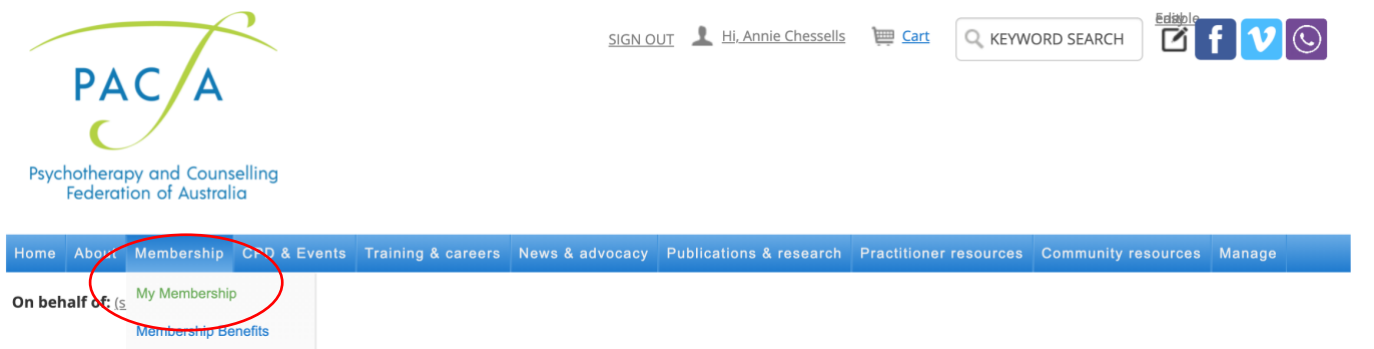 PACFA
Psychotherapy and Counselling
Federation of Australia
SIGN OUT Hi, Annie Chessells Cart KEYWORD SEARCH
Home About Membership CPD & Events Training & careers News & advocacy Publications & research Practitioner resources Community resources Manage
On behalf of: (s
My Membership
Membership Benefits